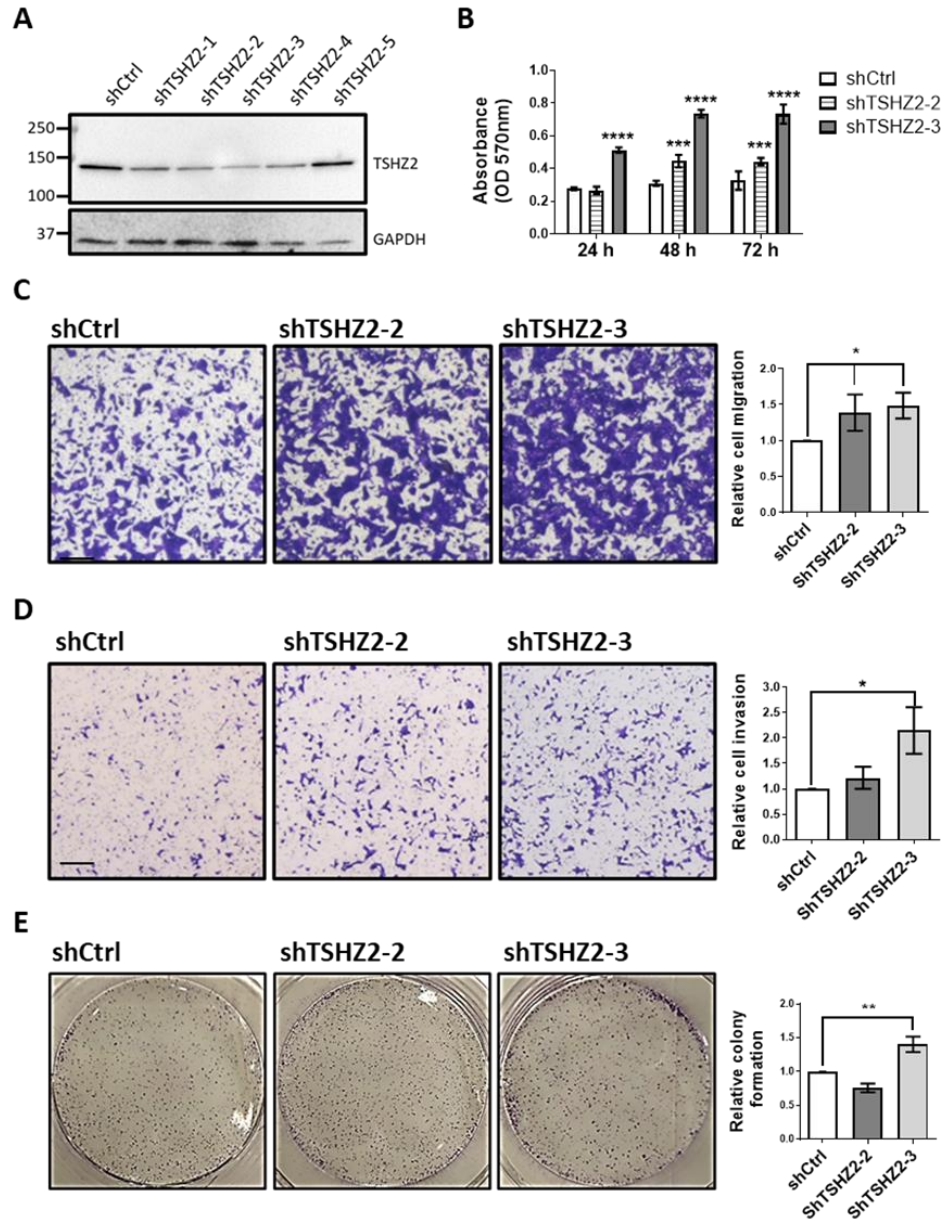 A
shCtrl
shTSHZ2-1
shTSHZ2-2
shTSHZ2-3
shTSHZ2-4
shTSHZ2-5
250
150
100
TSHZ2
37
GAPDH
B
Absorbance
(OD 570nm)
1.0
0.8
0.6
0.4
0.2
0.0
****
*** ****
*** ****
24 h 48 h 72 h
shCtrl
shTSHZ2-2
shTSHZ2-3
C
shCtrl shTSHZ2-2 shTSHZ2-3
Relative cell migration
2.0
1.5
1.0
0.5
0.0
*
shCtrl
ShTSHZ2-2
ShTSHZ2-3
D
shCtrl shTSHZ2-2 shTSHZ2-3
Relative cell invasion
3.0
2.5
2.0
1.5
1.0
0.5
0.0
*
shCtrl
ShTSHZ2-2
ShTSHZ2-3
E
shCtrl shTSHZ2-2 shTSHZ2-3
Relative colony
formation
2.0
1.5
1.0
0.5
0.0
**
shCtrl
ShTSHZ2-2
ShTSHZ2-3